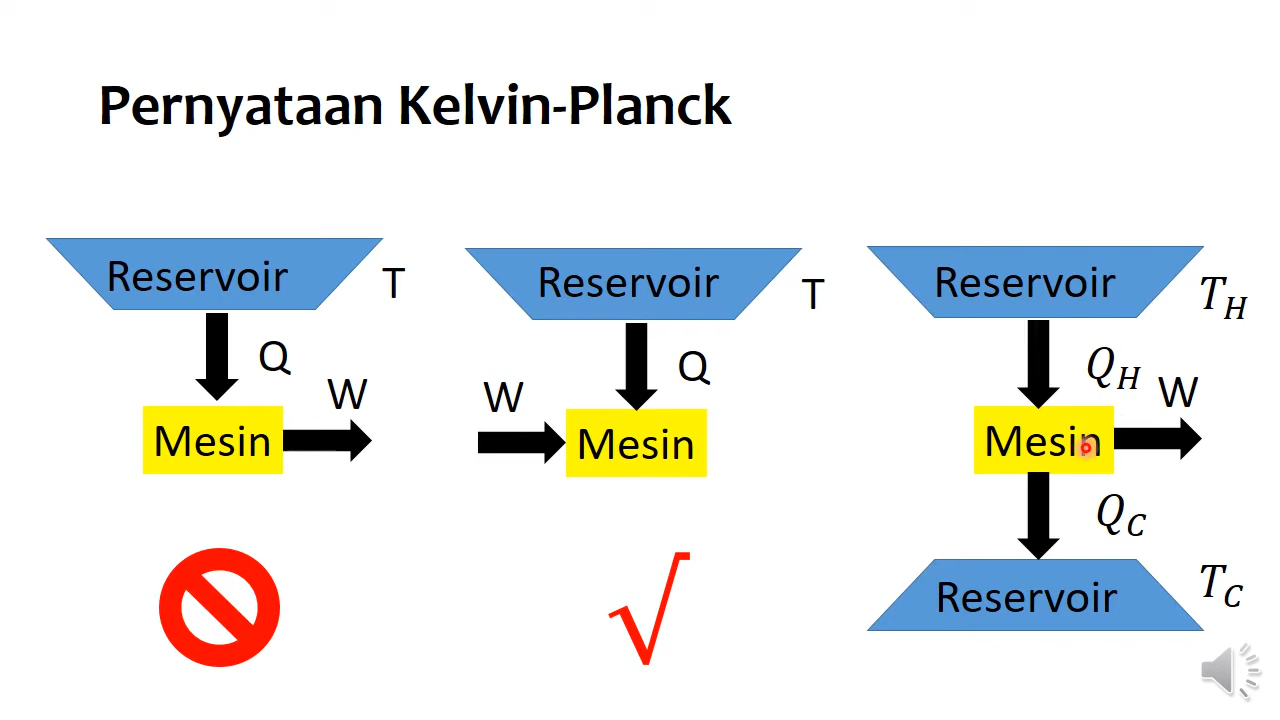 Pernyataan Kelvin-Planck
Reservoir
T
Q
W
Mesin
Reservoir
T
Q
W
Mesin
√
Reservoir
T_H
Q_H
W
Mesin
Q_C
Reservoir
T_C